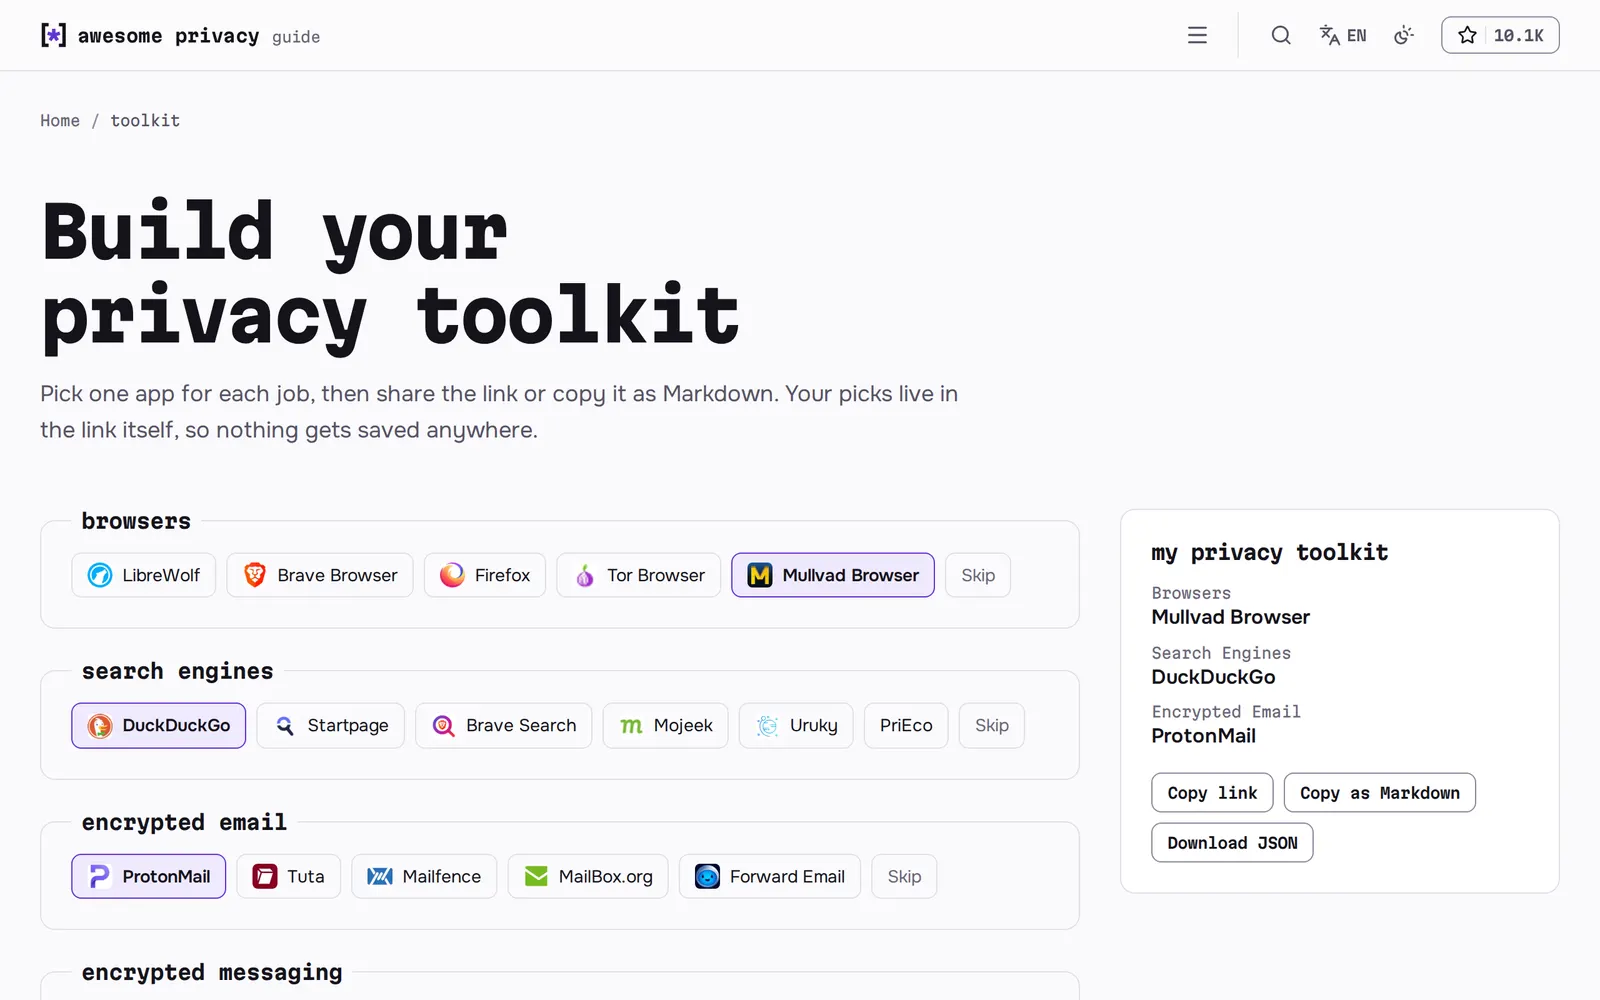 [*] awesome privacy guide
EN
10.1K
Home / toolkit
Build your
privacy toolkit
Pick one app for each job, then share the link or copy it as Markdown. Your picks live in
the link itself, so nothing gets saved anywhere.
browsers
LibreWolf Brave Browser Firefox Tor Browser Mullvad Browser Skip
search engines
DuckDuckGo Startpage Brave Search Mojeek Uruky PriEco Skip
encrypted email
ProtonMail Tuta Mailfence MailBox.org Forward Email Skip
encrypted messaging
my privacy toolkit
Browsers
Mullvad Browser
Search Engines
DuckDuckGo
Encrypted Email
ProtonMail
Copy link Copy as Markdown
Download JSON